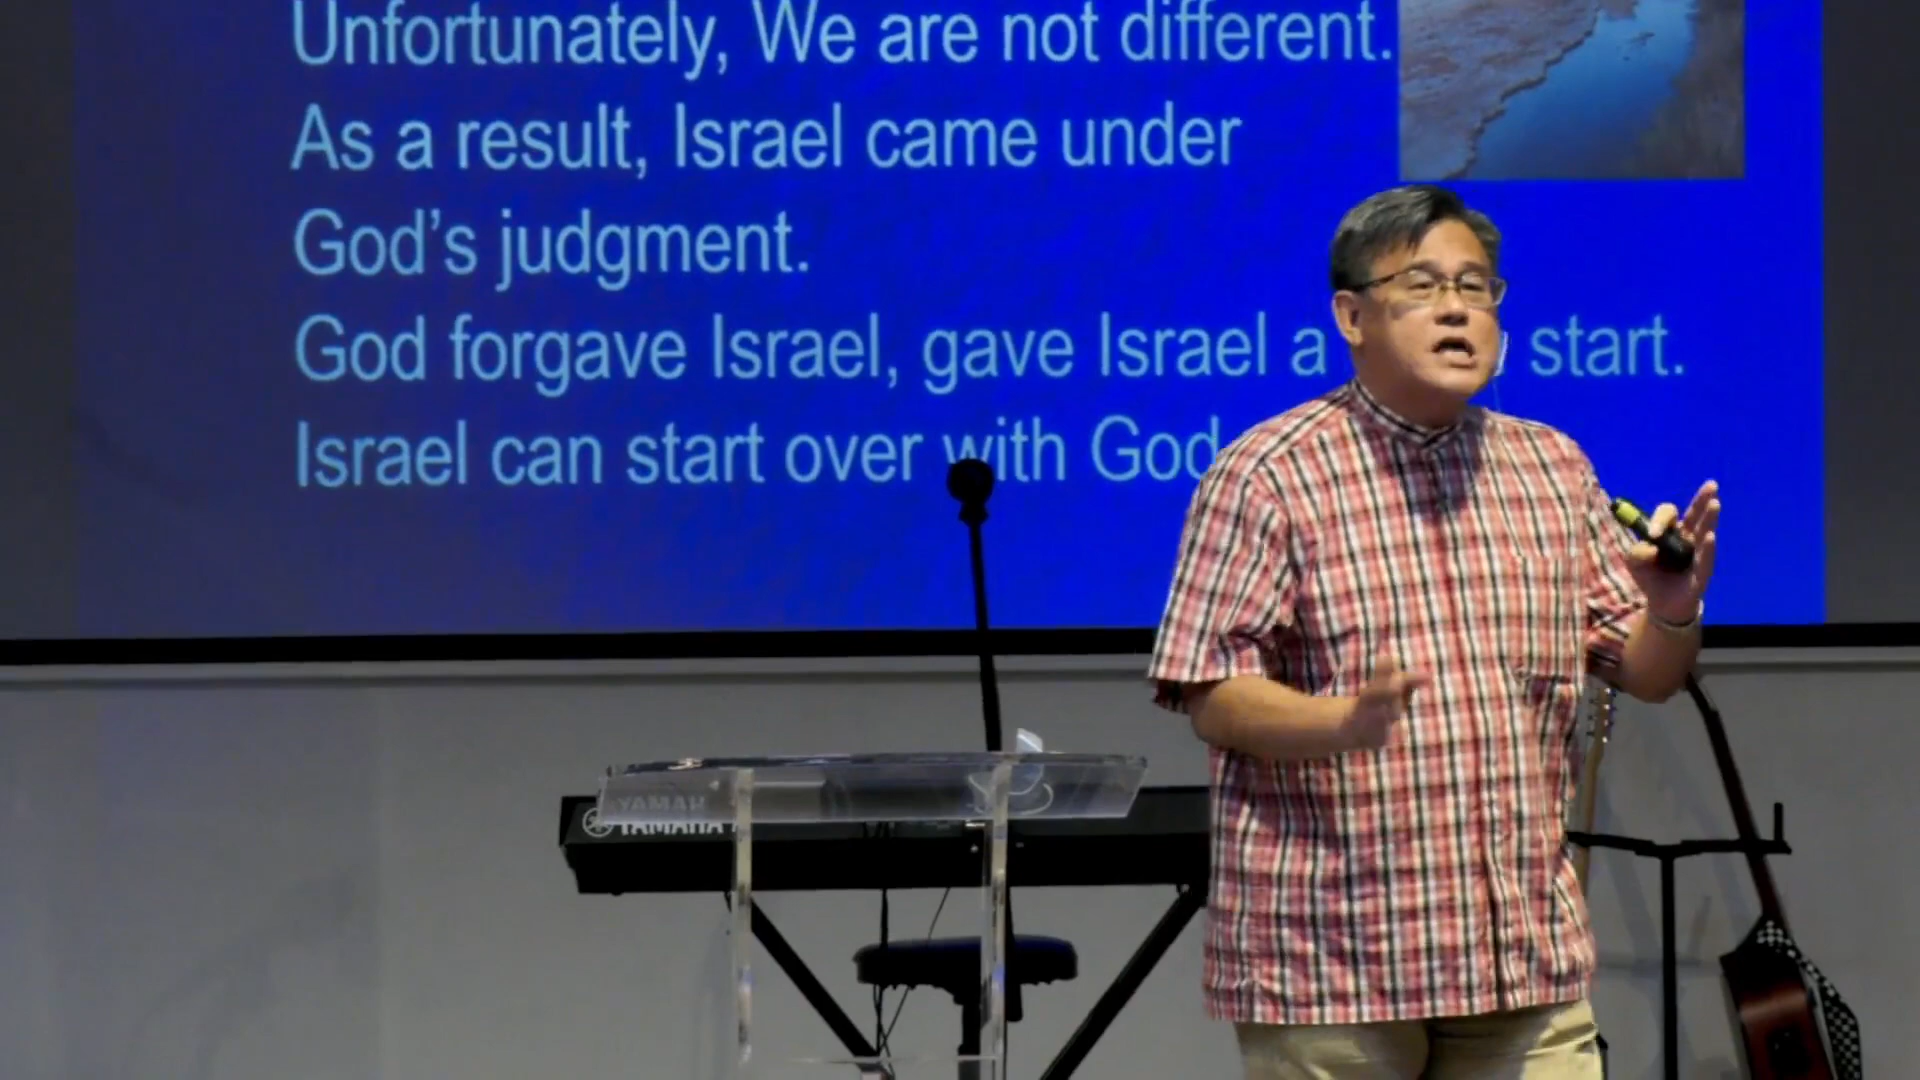 Unfortunately, We are not different.
As a result, Israel came under
God's judgment.
God forgave Israel, gave Israel a start.
Israel can start over with God
YAMAHA